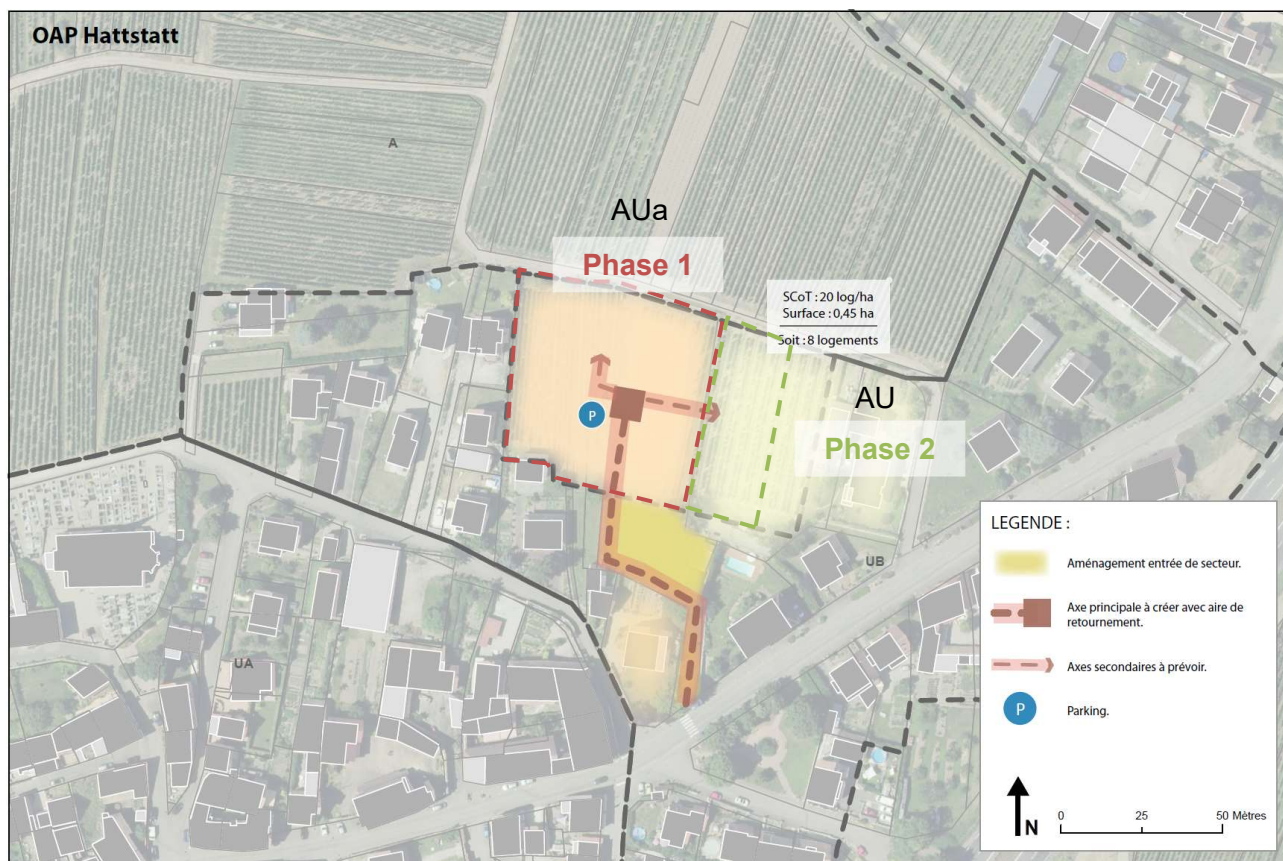 OAP Hattstatt
A
AUa
Phase 1
SCoT : 20 log/ha
Surface : 0,45 ha
Soit : 8 logements
AU
Phase 2
P
UB
UA
LEGENDE :
Aménagement entrée de secteur.
Axe principale à créer avec aire de
retournement.
Axes secondaires à prévoir.
P
Parking.
N
0 25 50 Mètres